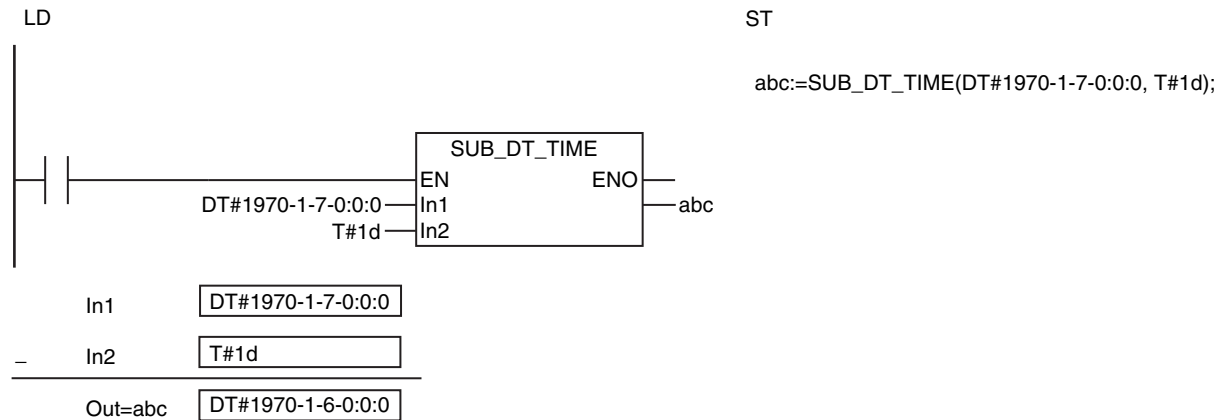 LD
ST
abc:=SUB_DT_TIME(DT#1970-1-7-0:0:0, T#1d);
SUB_DT_TIME
EN ENO
DT#1970-1-7-0:0:0 In1 abc
T#1d In2
In1 DT#1970-1-7-0:0:0
– In2 T#1d
Out=abc DT#1970-1-6-0:0:0